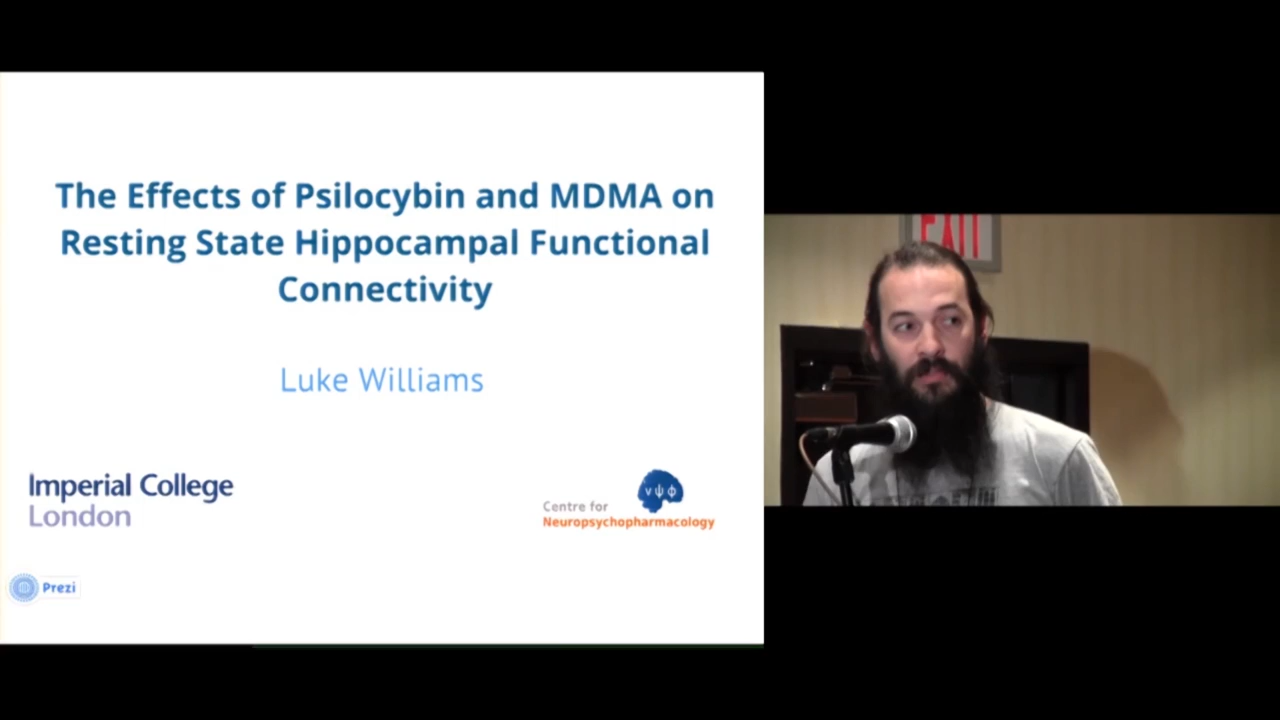 The Effects of Psilocybin and MDMA on
Resting State Hippocampal Functional
Connectivity
Luke Williams
Imperial College
London
Centre for
νψφ
Neuropsychopharmacology
Prezi
EXIT